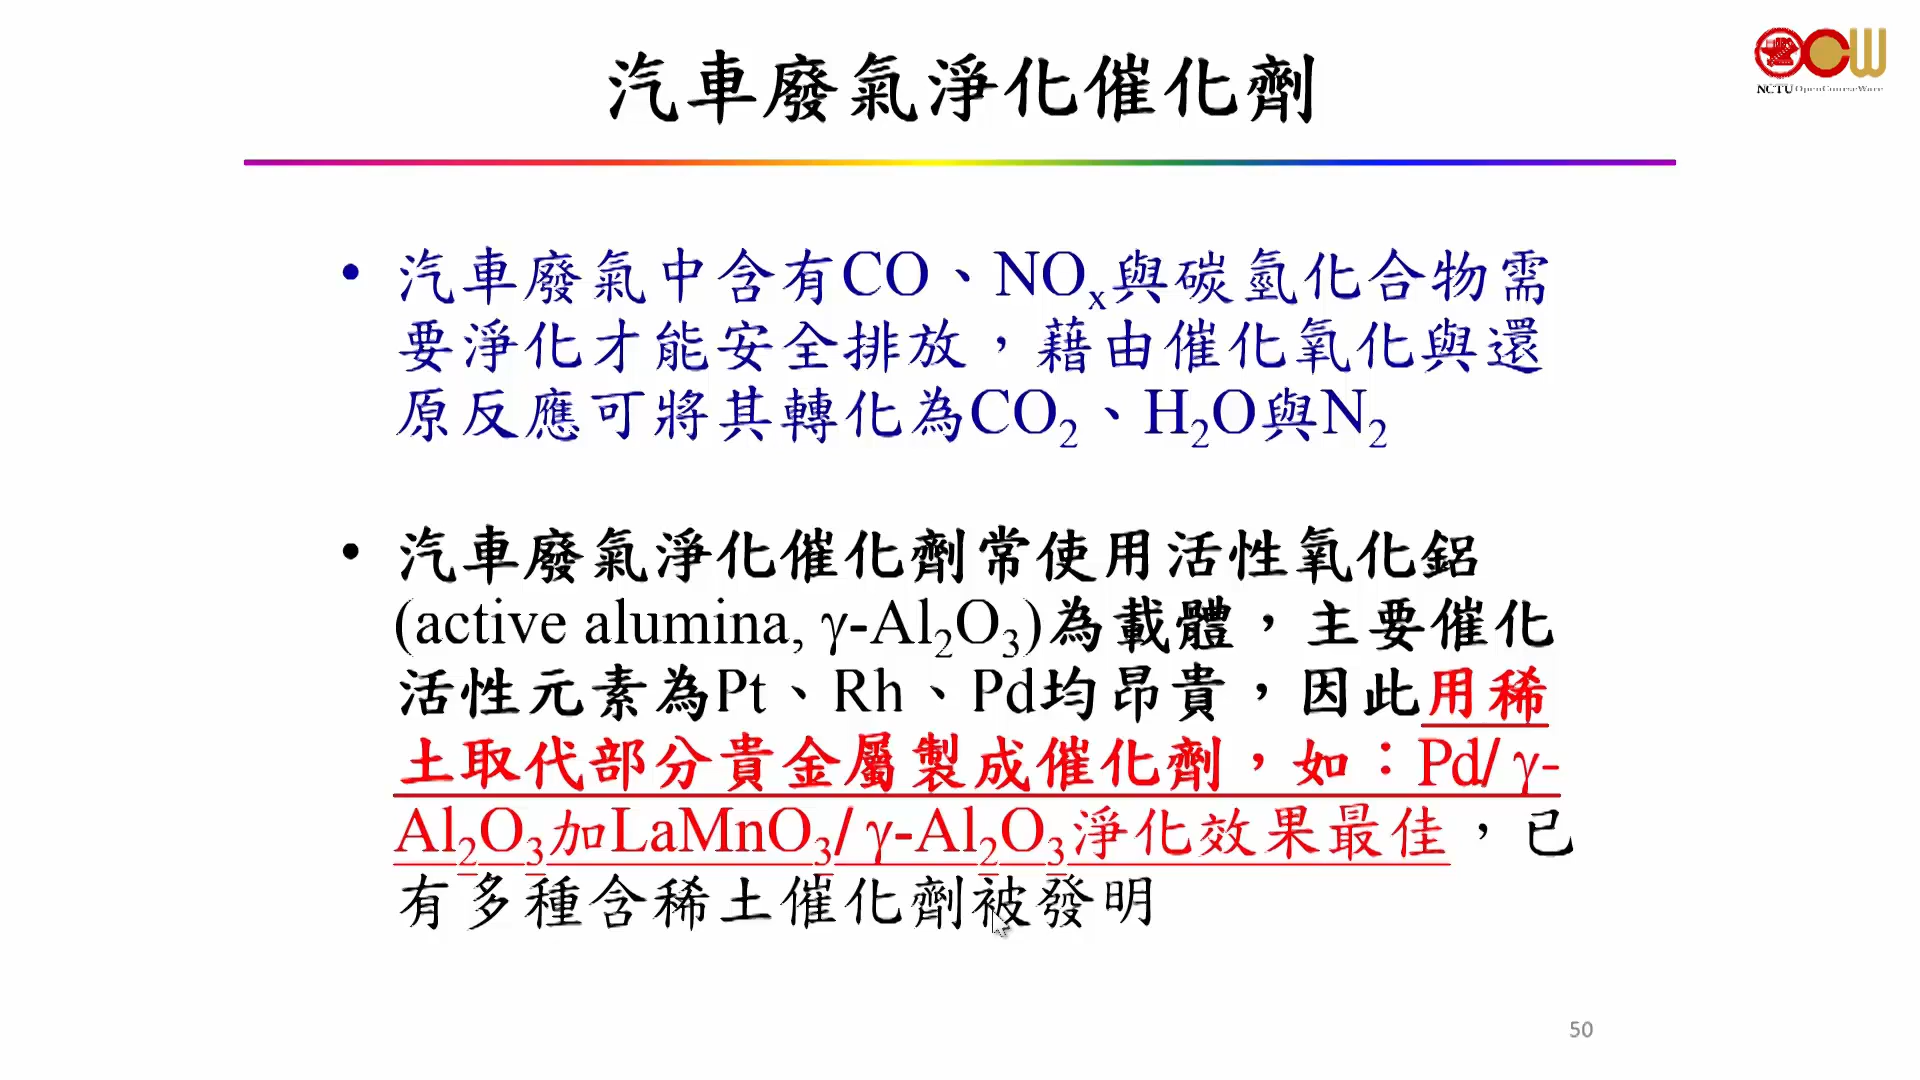 汽車廢氣淨化催化劑
NCTU OpenCourseWare
• 汽車廢氣中含有CO、NOₓ與碳氫化合物需
要淨化才能安全排放，藉由催化氧化與還
原反應可將其轉化為CO₂、H₂O與N₂
• 汽車廢氣淨化催化劑常使用活性氧化鋁
(active alumina, γ-Al₂O₃)為載體，主要催化
活性元素為Pt、Rh、Pd均昂貴，因此用稀
土取代部分貴金屬製成催化劑，如：Pd/ γ-
Al₂O₃加LaMnO₃/ γ-Al₂O₃淨化效果最佳，已
有多種含稀土催化劑被發明
50